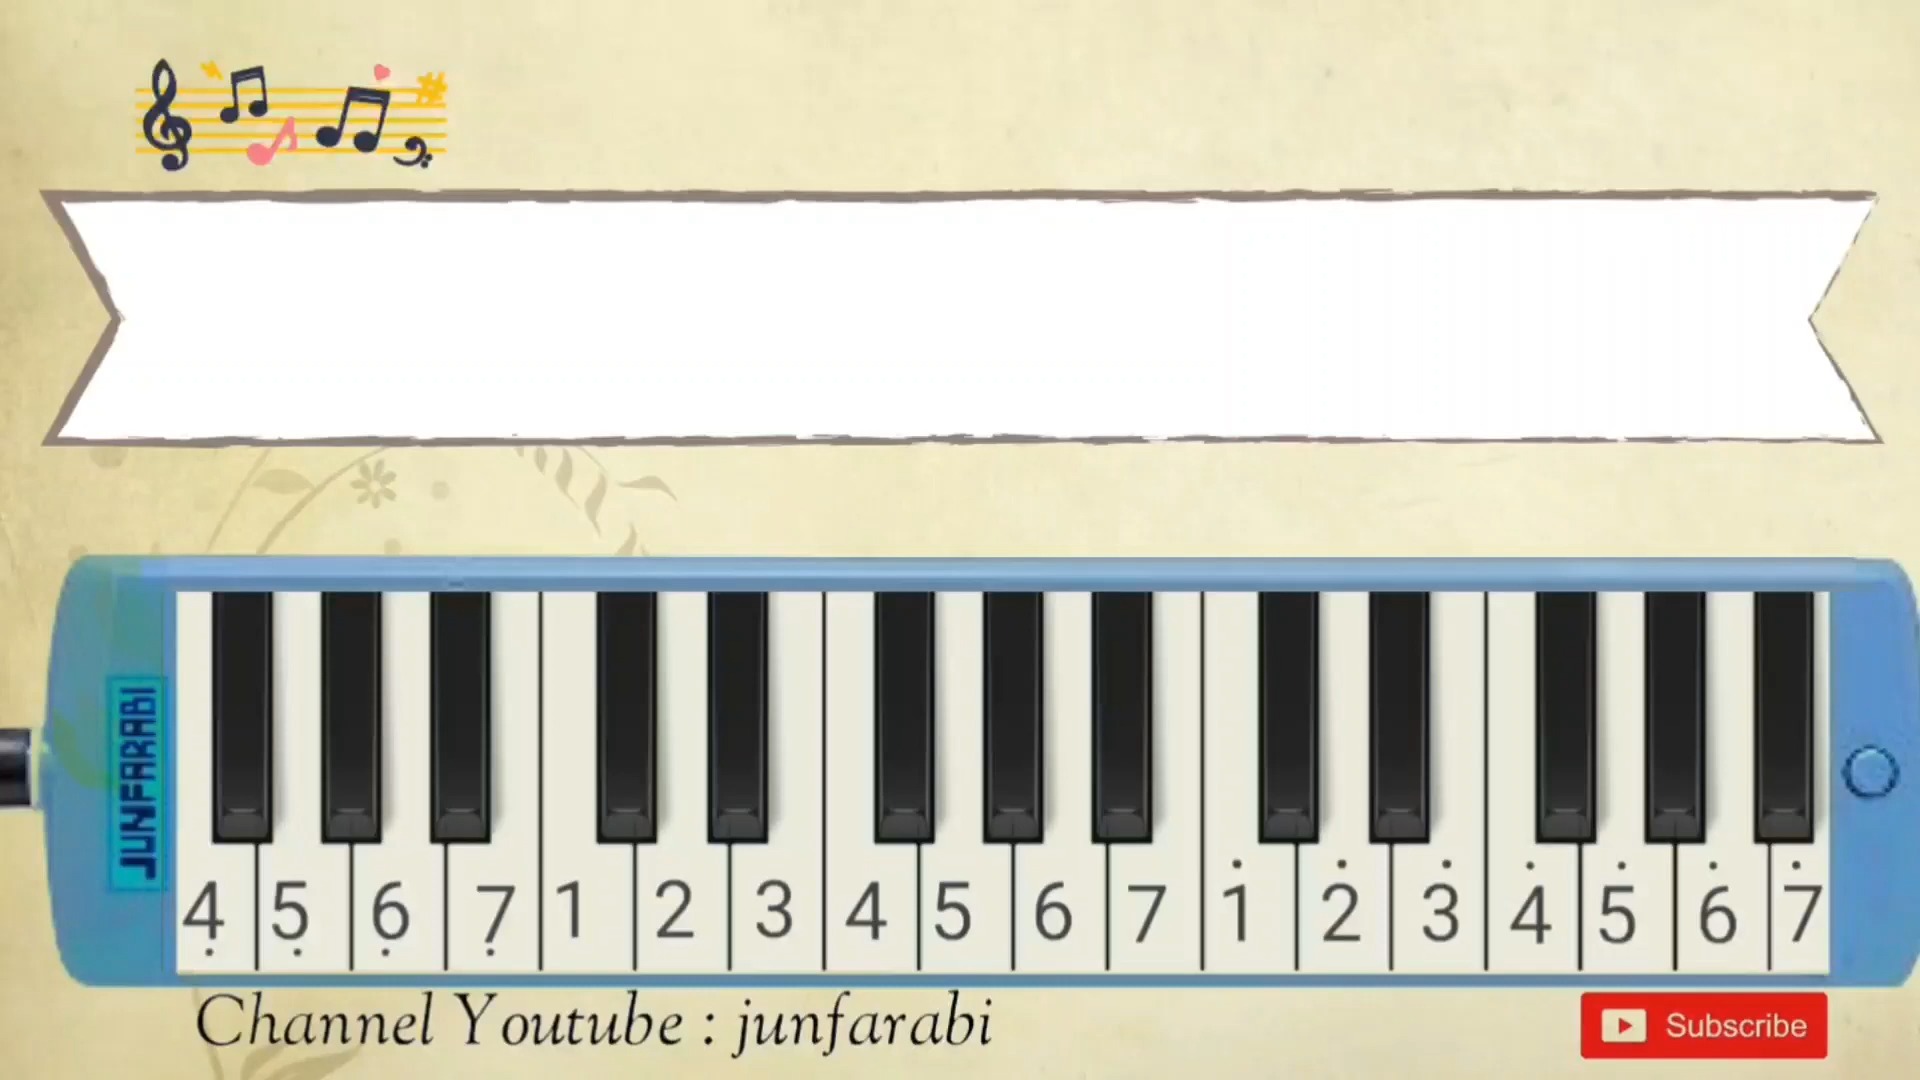 JUNFARABI
4̣ 5̣ 6̣ 7̣ 1 2 3 4 5 6 7 1̇ 2̇ 3̇ 4̇ 5̇ 6̇ 7̇
Channel Youtube : junfarabi
Subscribe